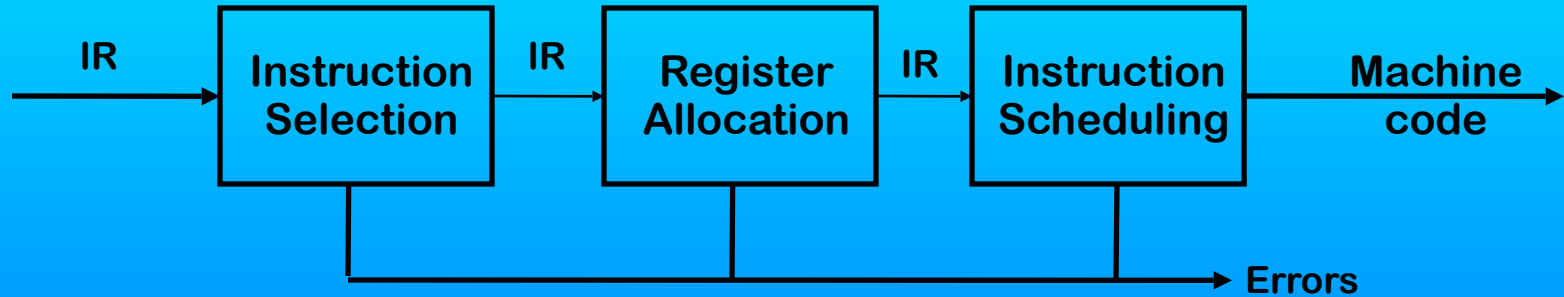 IR
Instruction
Selection
IR
Register
Allocation
IR
Instruction
Scheduling
Machine
code
Errors